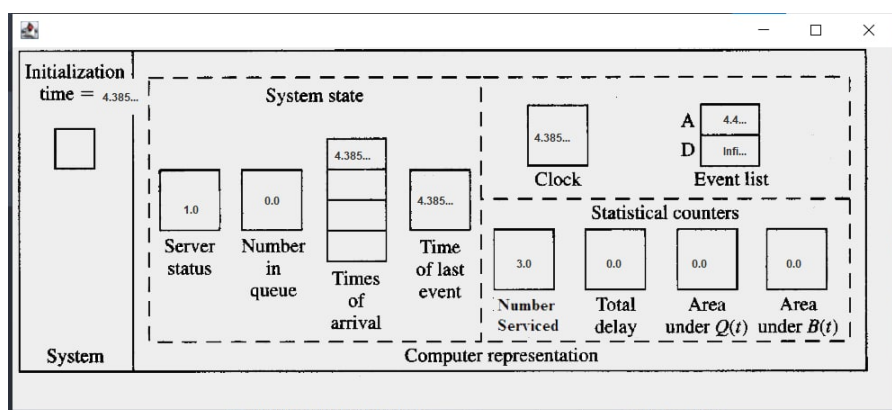 Initialization
time = 4.385...
System
System state
1.0
Server
status
0.0
Number
in
queue
4.385...
Times
of
arrival
4.385...
Time
of last
event
4.385...
Clock
A 4.4...
D Infi...
Event list
Statistical counters
3.0
Number
Serviced
0.0
Total
delay
0.0
Area
under Q(t)
0.0
Area
under B(t)
Computer representation